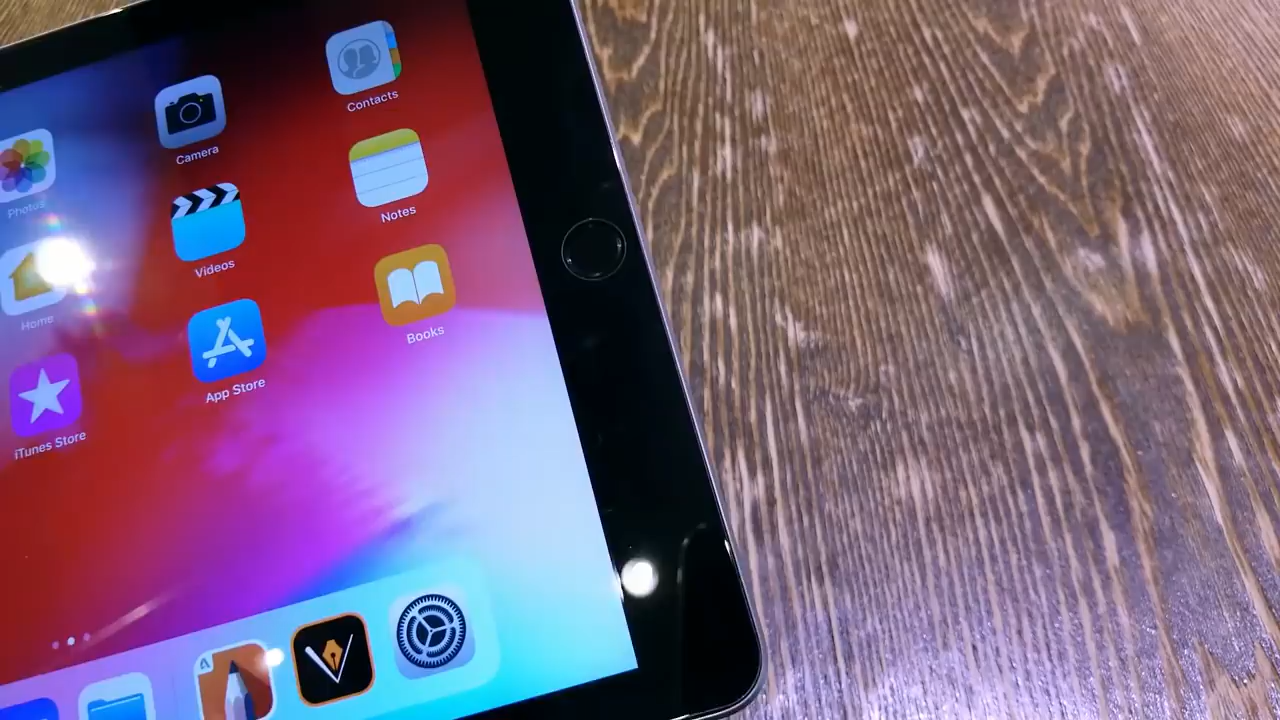 Photos
Camera
Contacts
Home
Videos
Notes
iTunes Store
App Store
Books